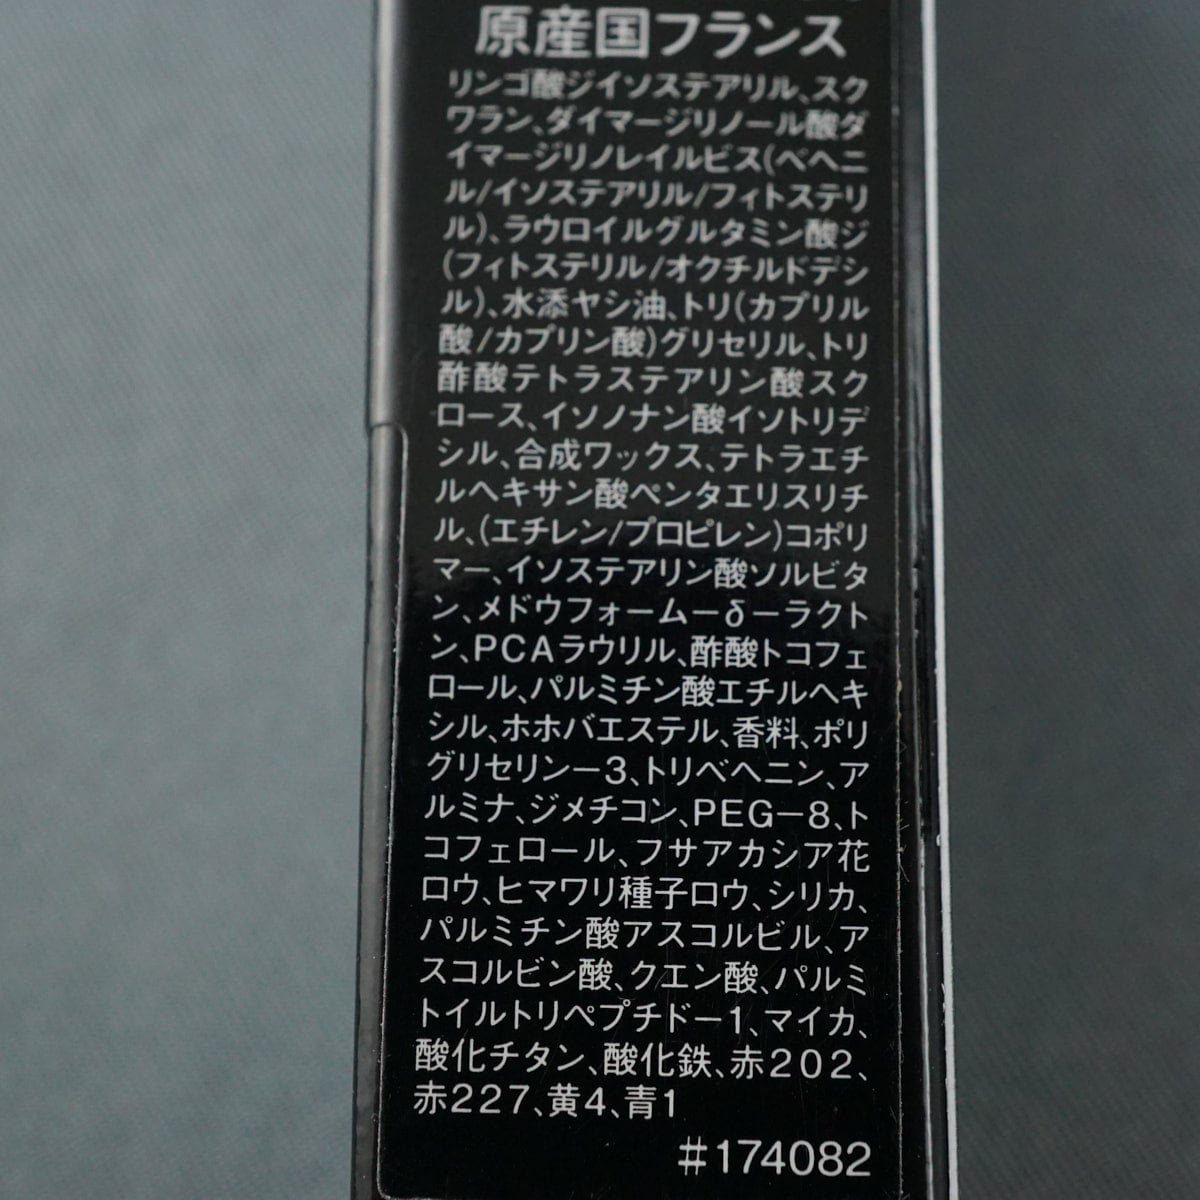 原産国フランス
リンゴ酸ジイソステアリル、スク
ワラン、ダイマージリノール酸ダ
イマージリノレイルビス(ベヘニ
ル/イソステアリル/フィトステリ
ル)、ラウロイルグルタミン酸ジ
(フィトステリル/オクチルドデシ
ル)、水添ヤシ油、トリ(カプリル
酸/カプリン酸)グリセリル、トリ
酢酸テトラステアリン酸スク
ロース、イソノナン酸イソトリデ
シル、合成ワックス、テトラエチ
ルヘキサン酸ペンタエリスリチ
ル、(エチレン/プロピレン)コポリ
マー、イソステアリン酸ソルビタ
ン、メドウフォームーδーラクト
ン、PCAラウリル、酢酸トコフェ
ロール、パルミチン酸エチルヘキ
シル、ホホバエステル、香料、ポリ
グリセリン−3、トリベヘニン、ア
ルミナ、ジメチコン、PEG−8、ト
コフェロール、フサアカシア花
ロウ、ヒマワリ種子ロウ、シリカ、
パルミチン酸アスコルビル、ア
スコルビン酸、クエン酸、パルミ
トイルトリペプチドー1、マイカ、
酸化チタン、酸化鉄、赤202、
赤227、黄4、青1
#174082